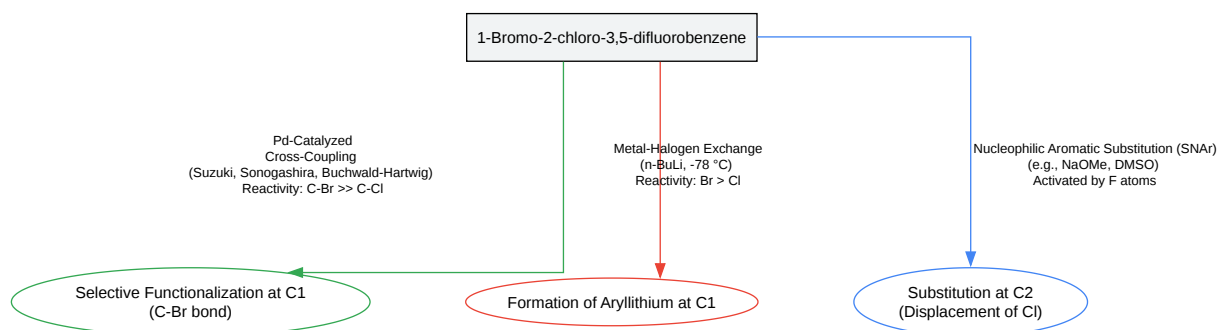 1-Bromo-2-chloro-3,5-difluorobenzene
Pd-Catalyzed
Cross-Coupling
(Suzuki, Sonogashira, Buchwald-Hartwig)
Reactivity: C-Br >> C-Cl
Metal-Halogen Exchange
(n-BuLi, -78 °C)
Reactivity: Br > Cl
Nucleophilic Aromatic Substitution (SNAr)
(e.g., NaOMe, DMSO)
Activated by F atoms
Selective Functionalization at C1
(C-Br bond)
Formation of Aryllithium at C1
Substitution at C2
(Displacement of Cl)